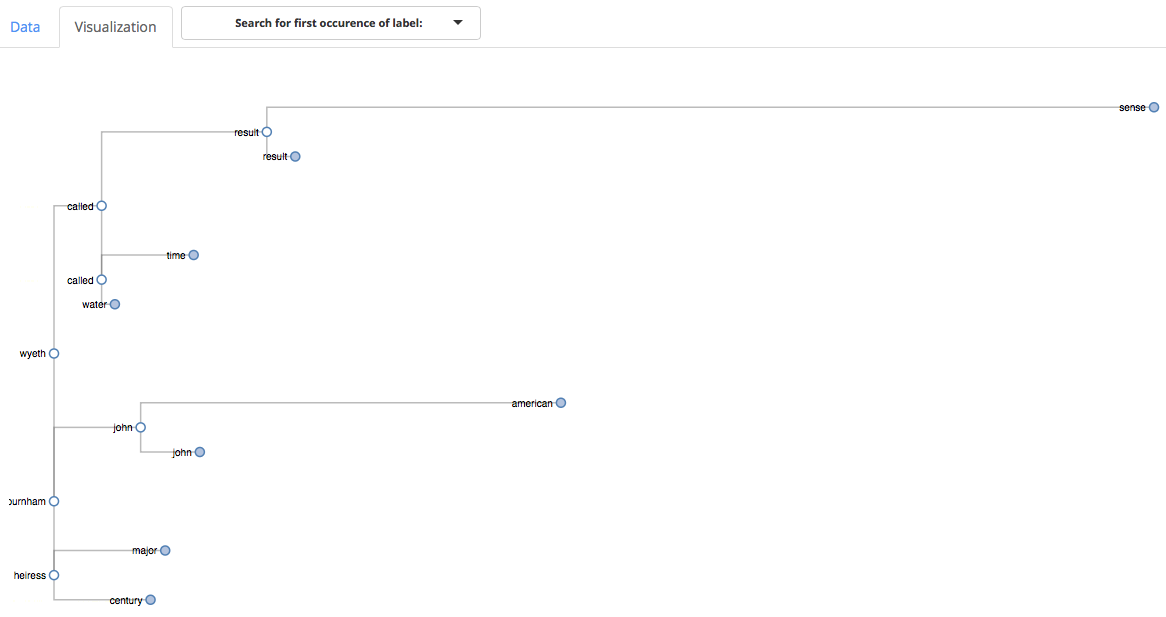 Data
Visualization
Search for first occurence of label:
sense
result
result
called
time
called
water
wyeth
american
john
john
urnham
major
heiress
century